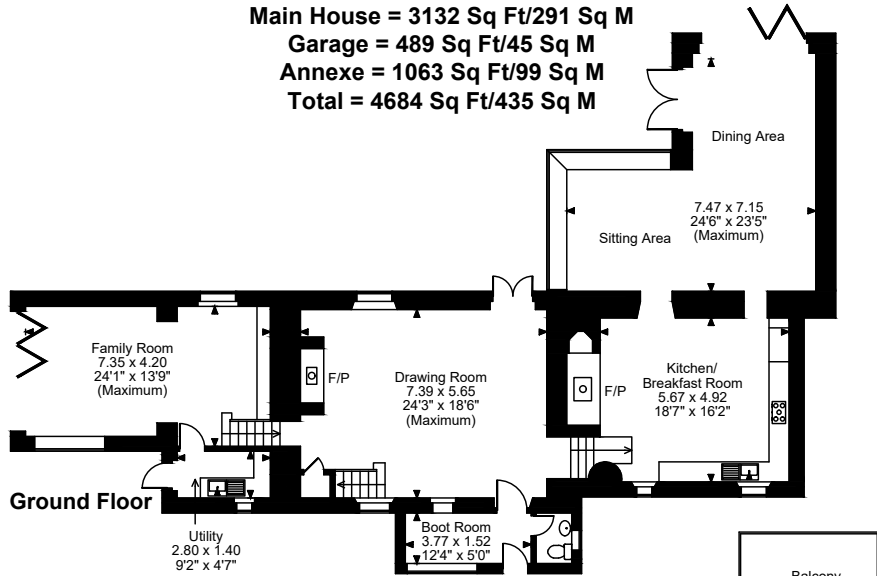 Main House = 3132 Sq Ft/291 Sq M
Garage = 489 Sq Ft/45 Sq M
Annexe = 1063 Sq Ft/99 Sq M
Total = 4684 Sq Ft/435 Sq M
Dining Area
7.47 x 7.15
24'6" x 23'5"
(Maximum)
Sitting Area
Family Room
7.35 x 4.20
24'1" x 13'9"
(Maximum)
F/P
Drawing Room
7.39 x 5.65
24'3" x 18'6"
(Maximum)
F/P
Kitchen/
Breakfast Room
5.67 x 4.92
18'7" x 16'2"
Ground Floor
Utility
2.80 x 1.40
9'2" x 4'7"
Boot Room
3.77 x 1.52
12'4" x 5'0"
Balcony